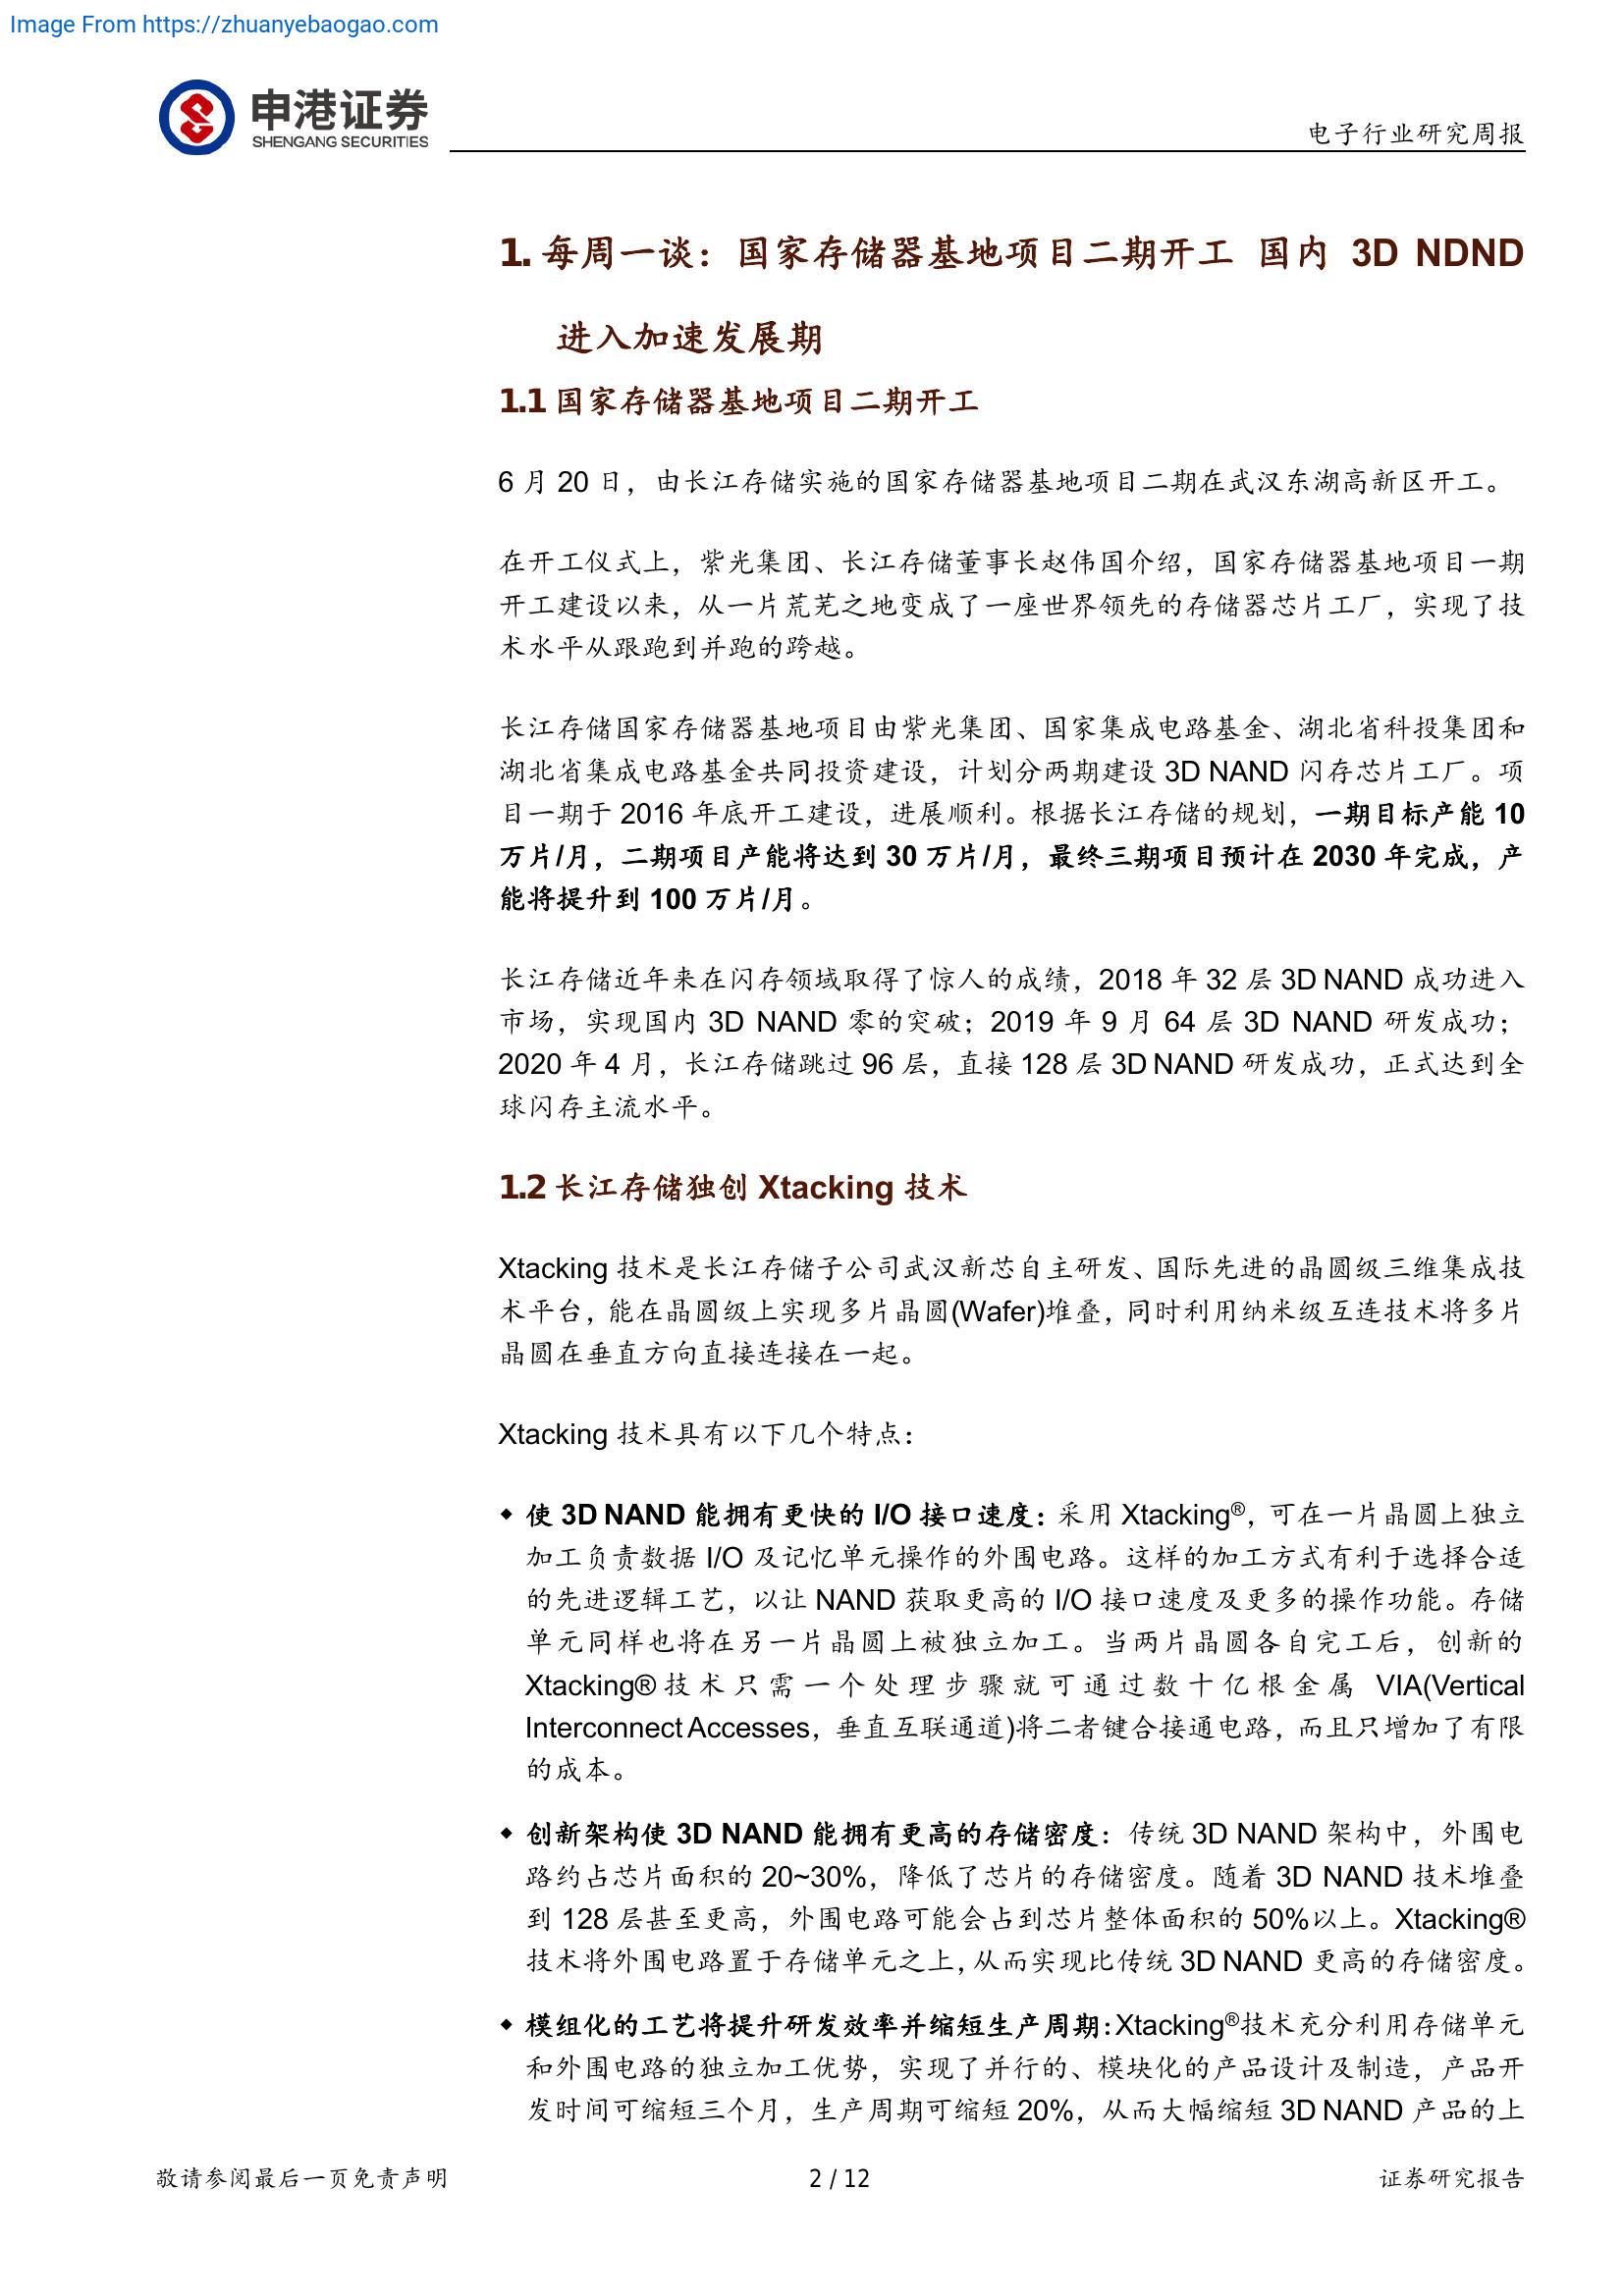 Image From https://zhuanyebaogao.com
申港证券
SHENGANG SECURITIES
电子行业研究周报
1. 每周一谈：国家存储器基地项目二期开工 国内 3D NDND
进入加速发展期
1.1 国家存储器基地项目二期开工
6 月 20 日，由长江存储实施的国家存储器基地项目二期在武汉东湖高新区开工。
在开工仪式上，紫光集团、长江存储董事长赵伟国介绍，国家存储器基地项目一期
开工建设以来，从一片荒芜之地变成了一座世界领先的存储器芯片工厂，实现了技
术水平从跟跑到并跑的跨越。
长江存储国家存储器基地项目由紫光集团、国家集成电路基金、湖北省科投集团和
湖北省集成电路基金共同投资建设，计划分两期建设 3D NAND 闪存芯片工厂。项
目一期于 2016 年底开工建设，进展顺利。根据长江存储的规划，一期目标产能 10
万片/月，二期项目产能将达到 30 万片/月，最终三期项目预计在 2030 年完成，产
能将提升到 100 万片/月。
长江存储近年来在闪存领域取得了惊人的成绩，2018 年 32 层 3D NAND 成功进入
市场，实现国内 3D NAND 零的突破；2019 年 9 月 64 层 3D NAND 研发成功；
2020 年 4 月，长江存储跳过 96 层，直接 128 层 3D NAND 研发成功，正式达到全
球闪存主流水平。
1.2 长江存储独创 Xtacking 技术
Xtacking 技术是长江存储子公司武汉新芯自主研发、国际先进的晶圆级三维集成技
术平台，能在晶圆级上实现多片晶圆(Wafer)堆叠，同时利用纳米级互连技术将多片
晶圆在垂直方向直接连接在一起。
Xtacking 技术具有以下几个特点：
◆ 使 3D NAND 能拥有更快的 I/O 接口速度：采用 Xtacking®，可在一片晶圆上独立
加工负责数据 I/O 及记忆单元操作的外围电路。这样的加工方式有利于选择合适
的先进逻辑工艺，以让 NAND 获取更高的 I/O 接口速度及更多的操作功能。存储
单元同样也将在另一片晶圆上被独立加工。当两片晶圆各自完工后，创新的
Xtacking® 技术只需一个处理步骤就可通过数十亿根金属 VIA(Vertical
Interconnect Accesses，垂直互联通道)将二者键合接通电路，而且只增加了有限
的成本。
◆ 创新架构使 3D NAND 能拥有更高的存储密度：传统 3D NAND 架构中，外围电
路约占芯片面积的 20~30%，降低了芯片的存储密度。随着 3D NAND 技术堆叠
到 128 层甚至更高，外围电路可能会占到芯片整体面积的 50%以上。Xtacking®
技术将外围电路置于存储单元之上，从而实现比传统 3D NAND 更高的存储密度。
◆ 模组化的工艺将提升研发效率并缩短生产周期：Xtacking®技术充分利用存储单元
和外围电路的独立加工优势，实现了并行的、模块化的产品设计及制造，产品开
发时间可缩短三个月，生产周期可缩短 20%，从而大幅缩短 3D NAND 产品的上
敬请参阅最后一页免责声明
2 / 12
证券研究报告